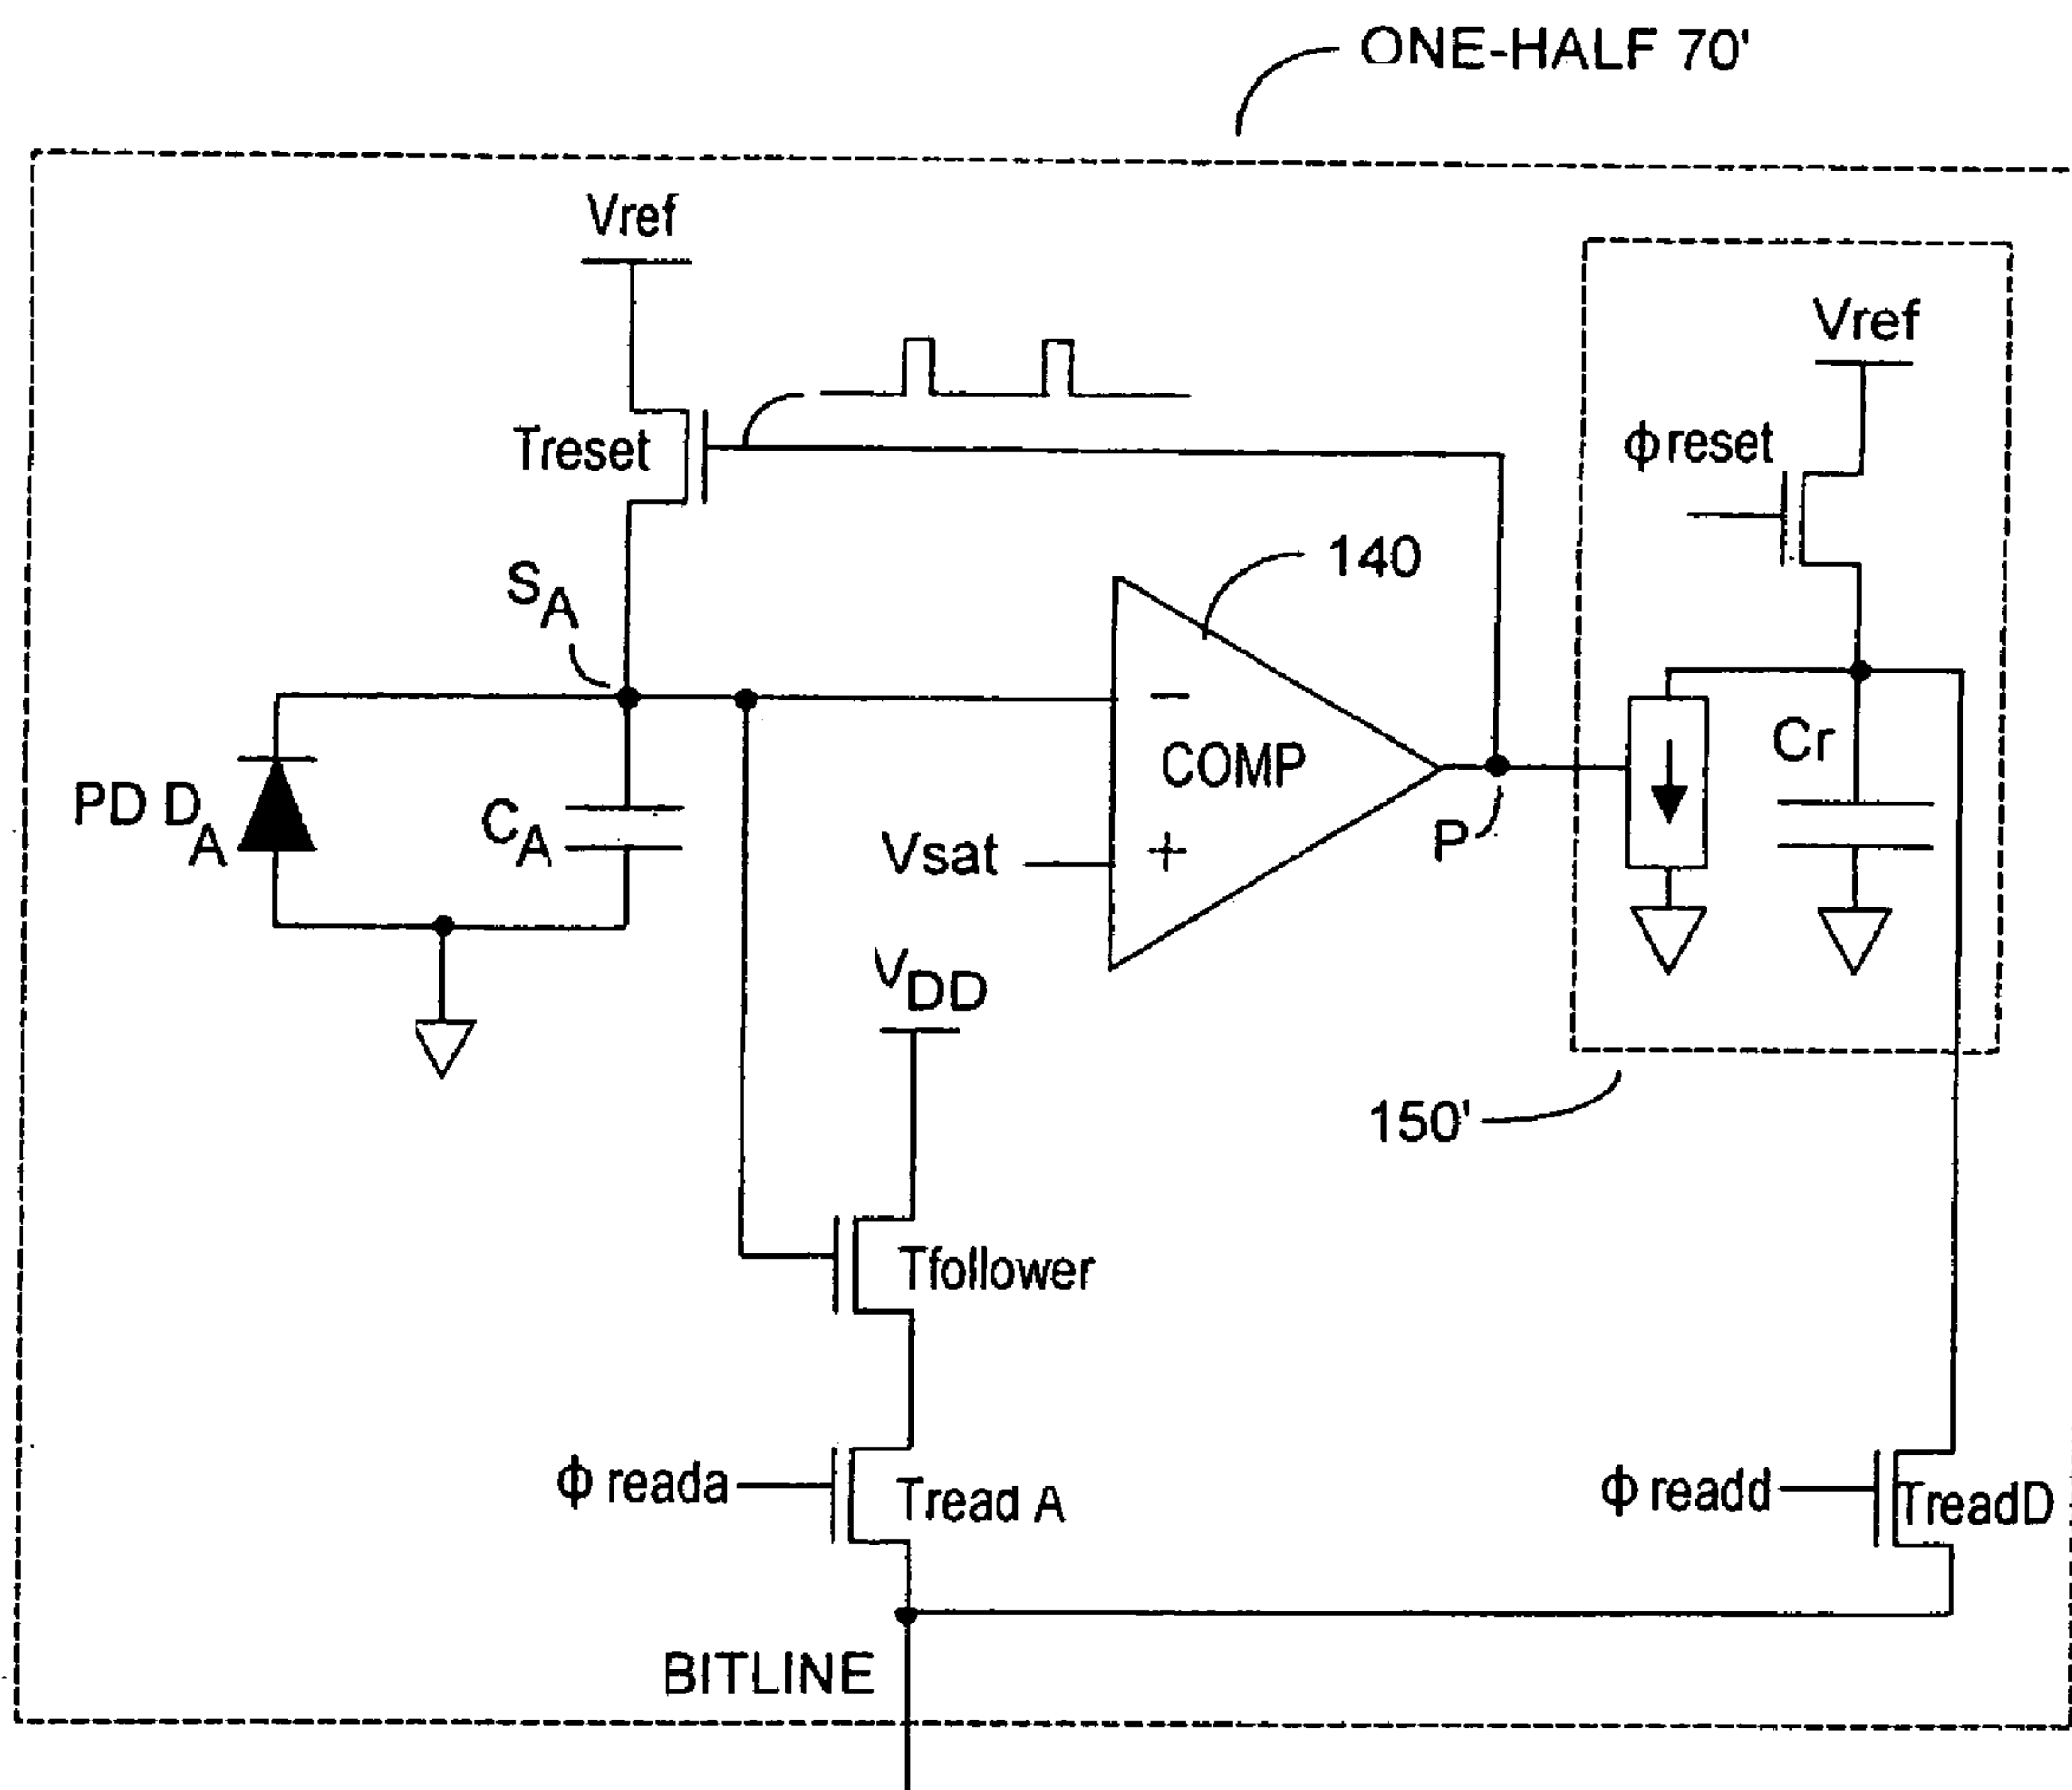 ONE-HALF 70'
Vref
Vref
Treset
ϕ reset
140
SA
PD DA
CA
−
COMP
+
Vsat
P
Cr
VDD
150'
Tfollower
ϕ reada
Tread A
ϕ readd
TreadD
BITLINE